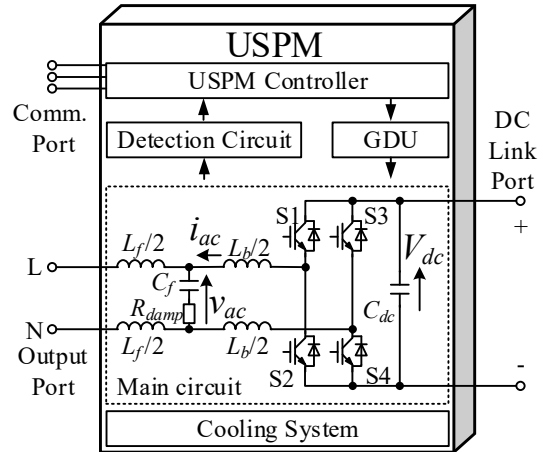 USPM
USPM Controller
Comm.
Port
Detection Circuit
GDU
DC
Link
Port
+
S1
S3
i_ac
V_dc
L_f/2
L_b/2
L
C_f
R_damp
v_ac
C_dc
N
Output
Port
L_f/2
L_b/2
S2
S4
-
Main circuit
Cooling System